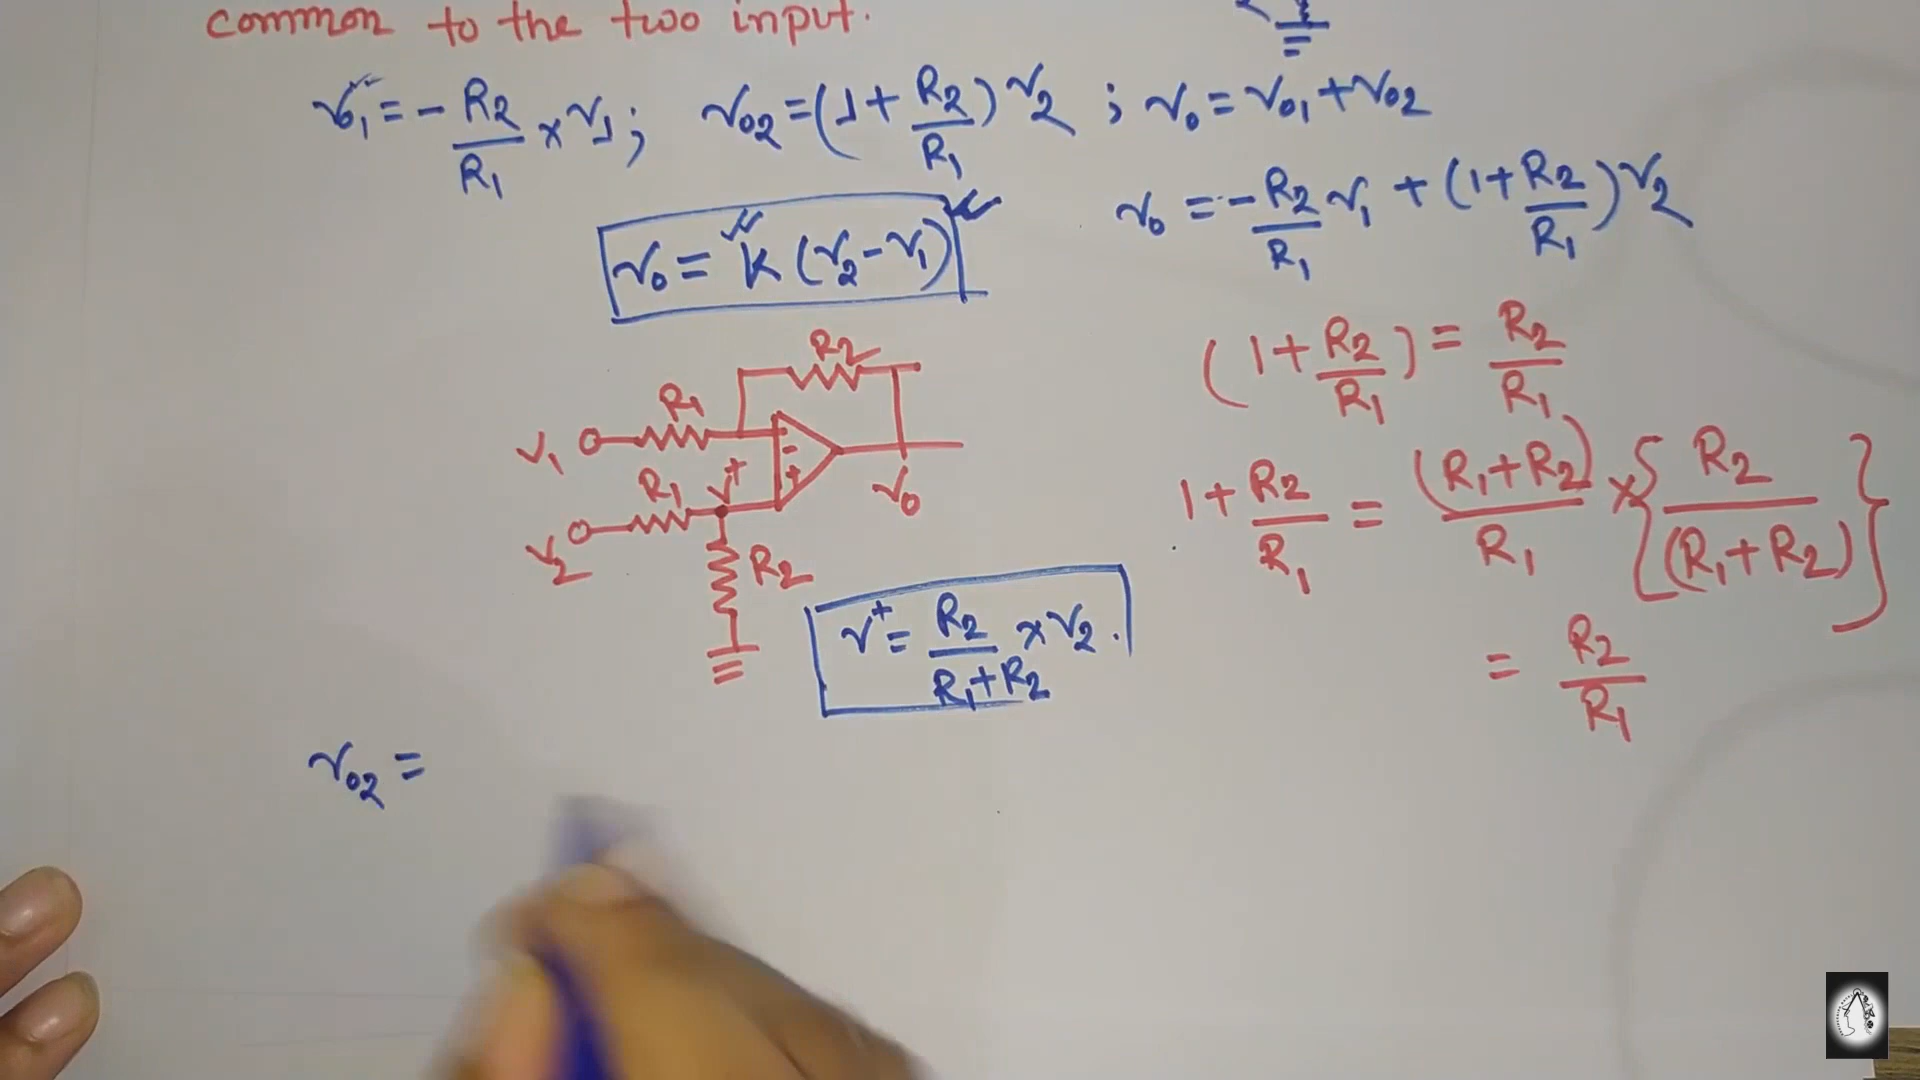 common to the two input.
v01 = - R2/R1 × v1 ; v02 = (1 + R2/R1) v2 ; v0 = v01 + v02
v0 = - R2/R1 v1 + (1 + R2/R1) v2
v0 = K (v2 - v1)
(1 + R2/R1) = R2/R1
1 + R2/R1 = (R1 + R2)/R1 × { R2/(R1 + R2) }
= R2/R1
R2
R1
V1
-
R1
V+
+
v0
V2
R2
v+ = R2/R1+R2 × v2 .
v02 =